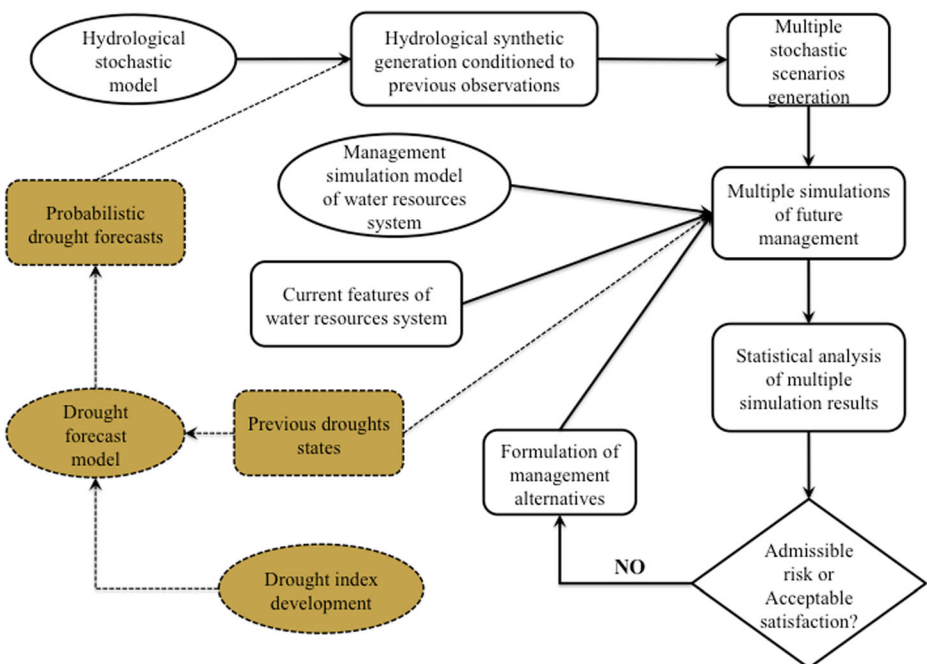 Hydrological
stochastic
model
Hydrological synthetic
generation conditioned to
previous observations
Multiple
stochastic
scenarios
generation
Management
simulation model
of water resources
system
Multiple simulations
of future
management
Probabilistic
drought forecasts
Current features of
water resources system
Statistical analysis
of multiple
simulation results
Drought
forecast
model
Previous droughts
states
Formulation of
management
alternatives
Admissible
risk or
Acceptable
satisfaction?
NO
Drought index
development